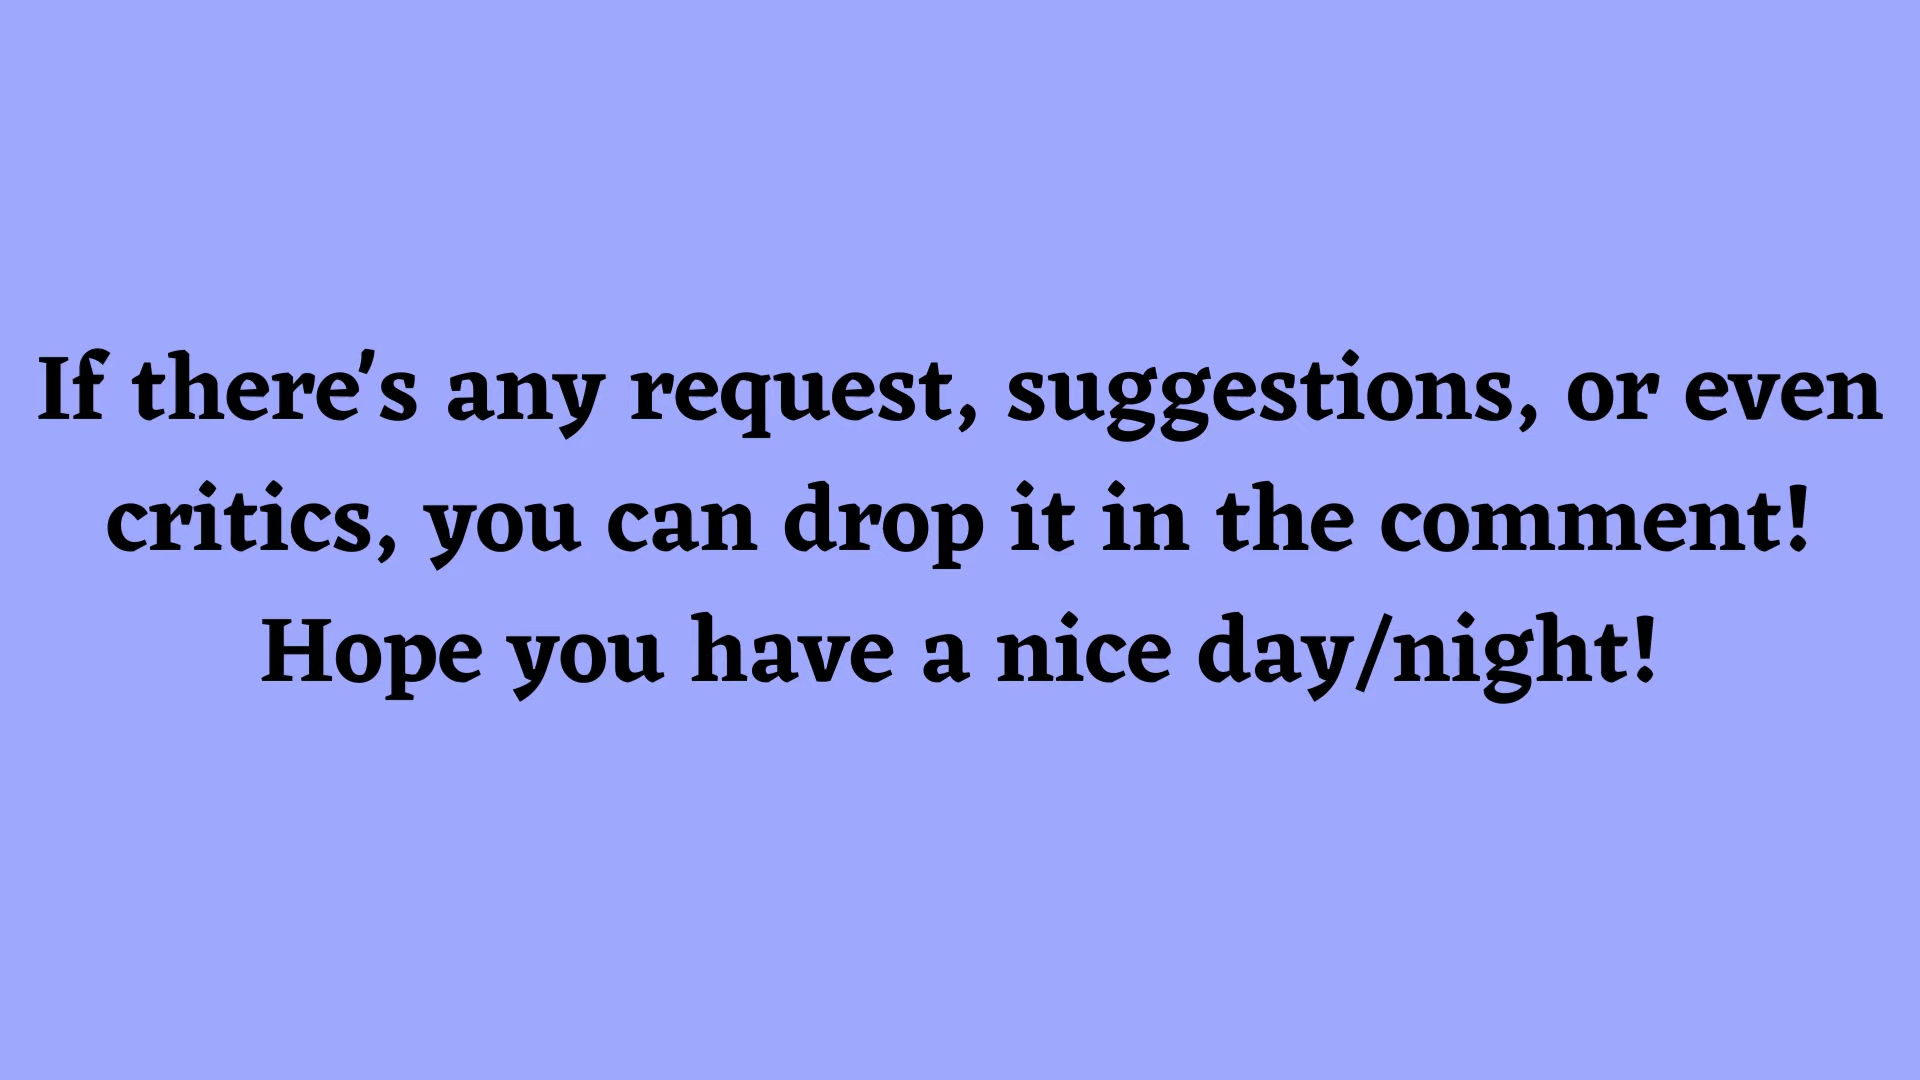 If there's any request, suggestions, or even
critics, you can drop it in the comment!
Hope you have a nice day/night!